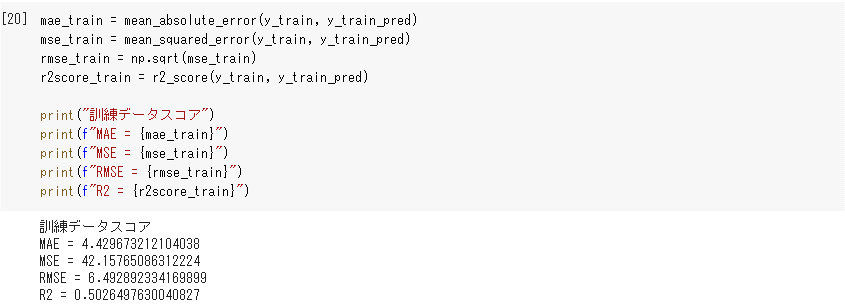 [20] mae_train = mean_absolute_error(y_train, y_train_pred)
mse_train = mean_squared_error(y_train, y_train_pred)
rmse_train = np.sqrt(mse_train)
r2score_train = r2_score(y_train, y_train_pred)
print("訓練データスコア")
print(f"MAE = {mae_train}")
print(f"MSE = {mse_train}")
print(f"RMSE = {rmse_train}")
print(f"R2 = {r2score_train}")
訓練データスコア
MAE = 4.429673212104038
MSE = 42.15765086312224
RMSE = 6.492892334169899
R2 = 0.5026497630040827